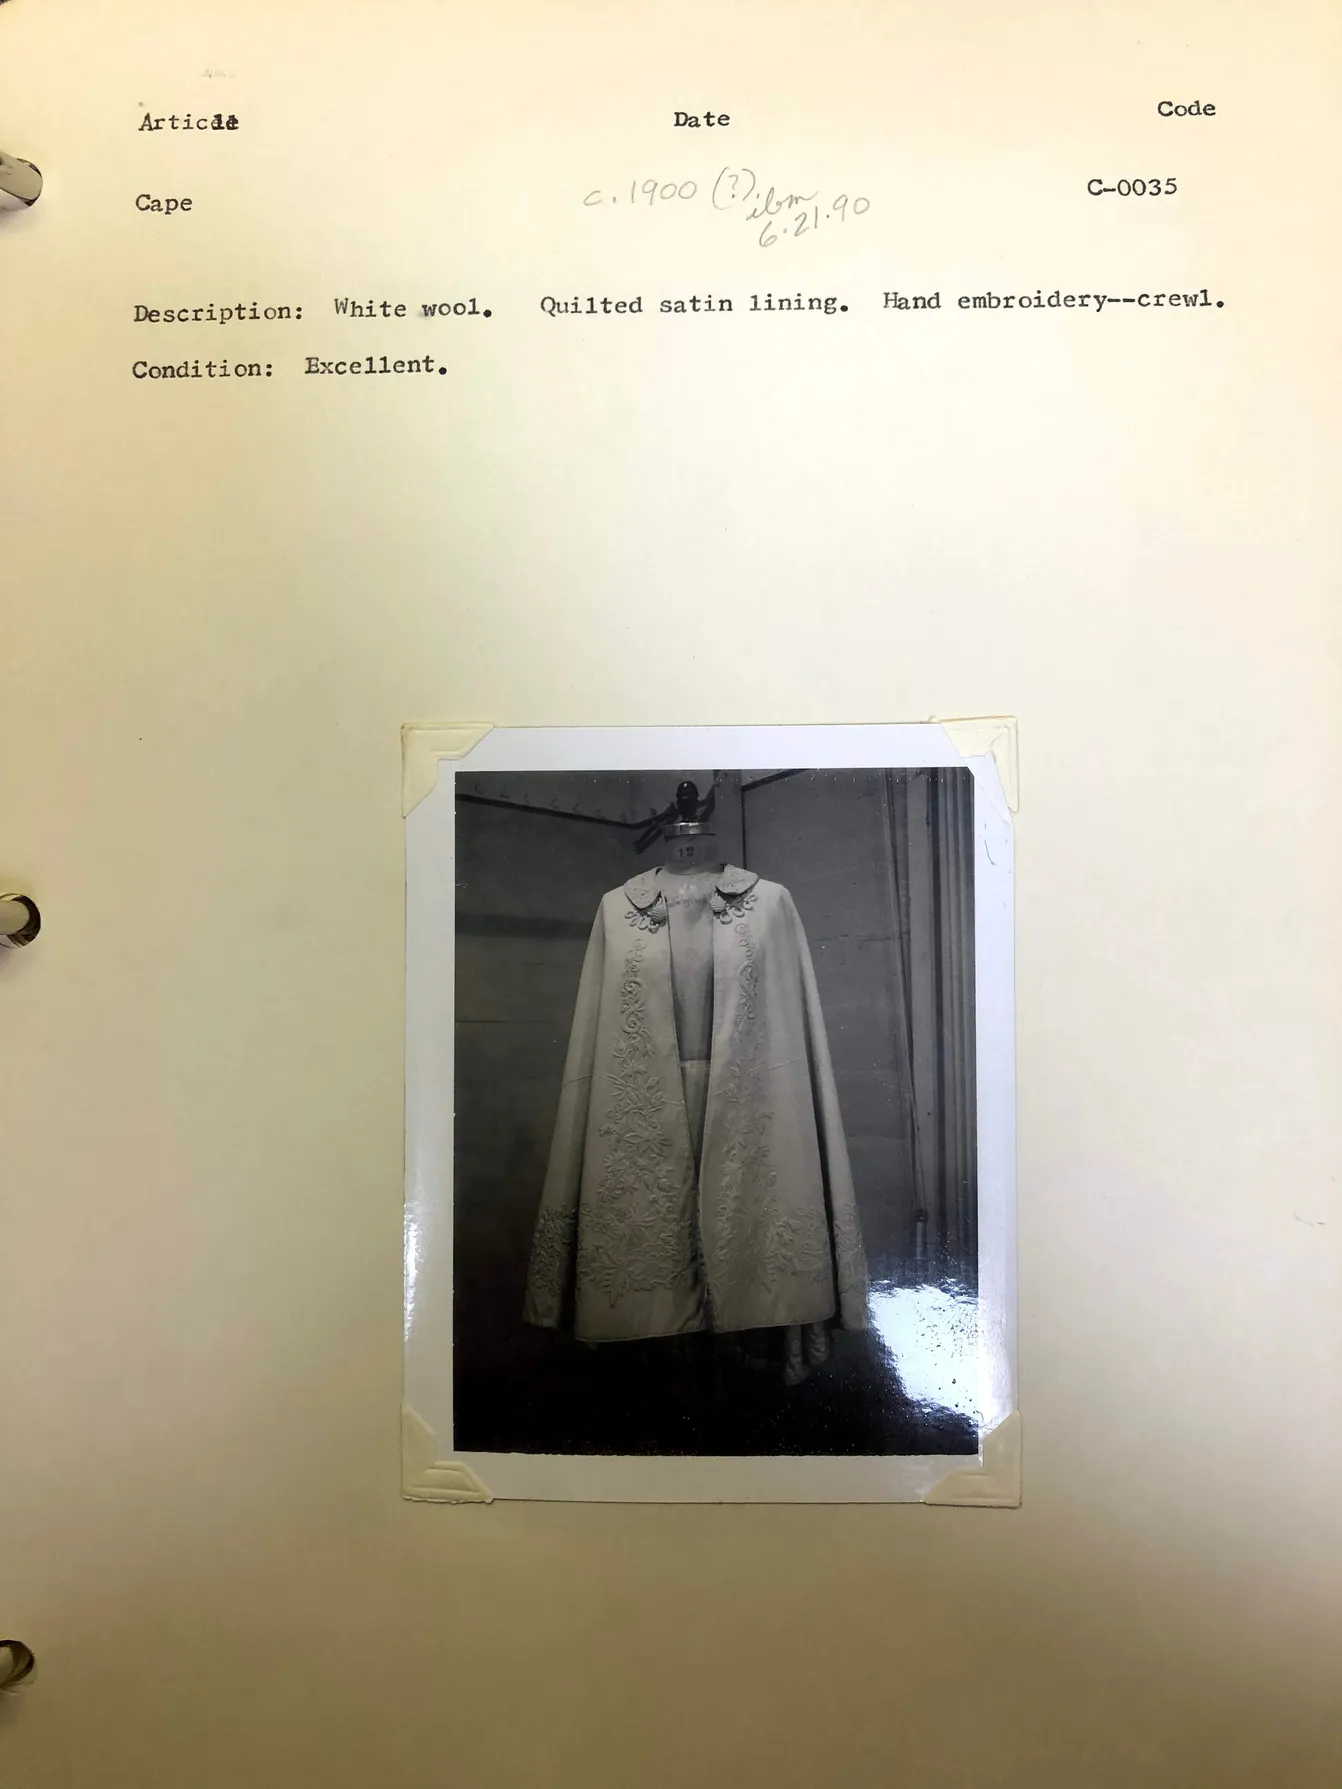 Article Date Code
Cape c. 1900 (?). ibm C-0035
6.21.90
Description: White wool. Quilted satin lining. Hand embroidery--crewl.
Condition: Excellent.
12